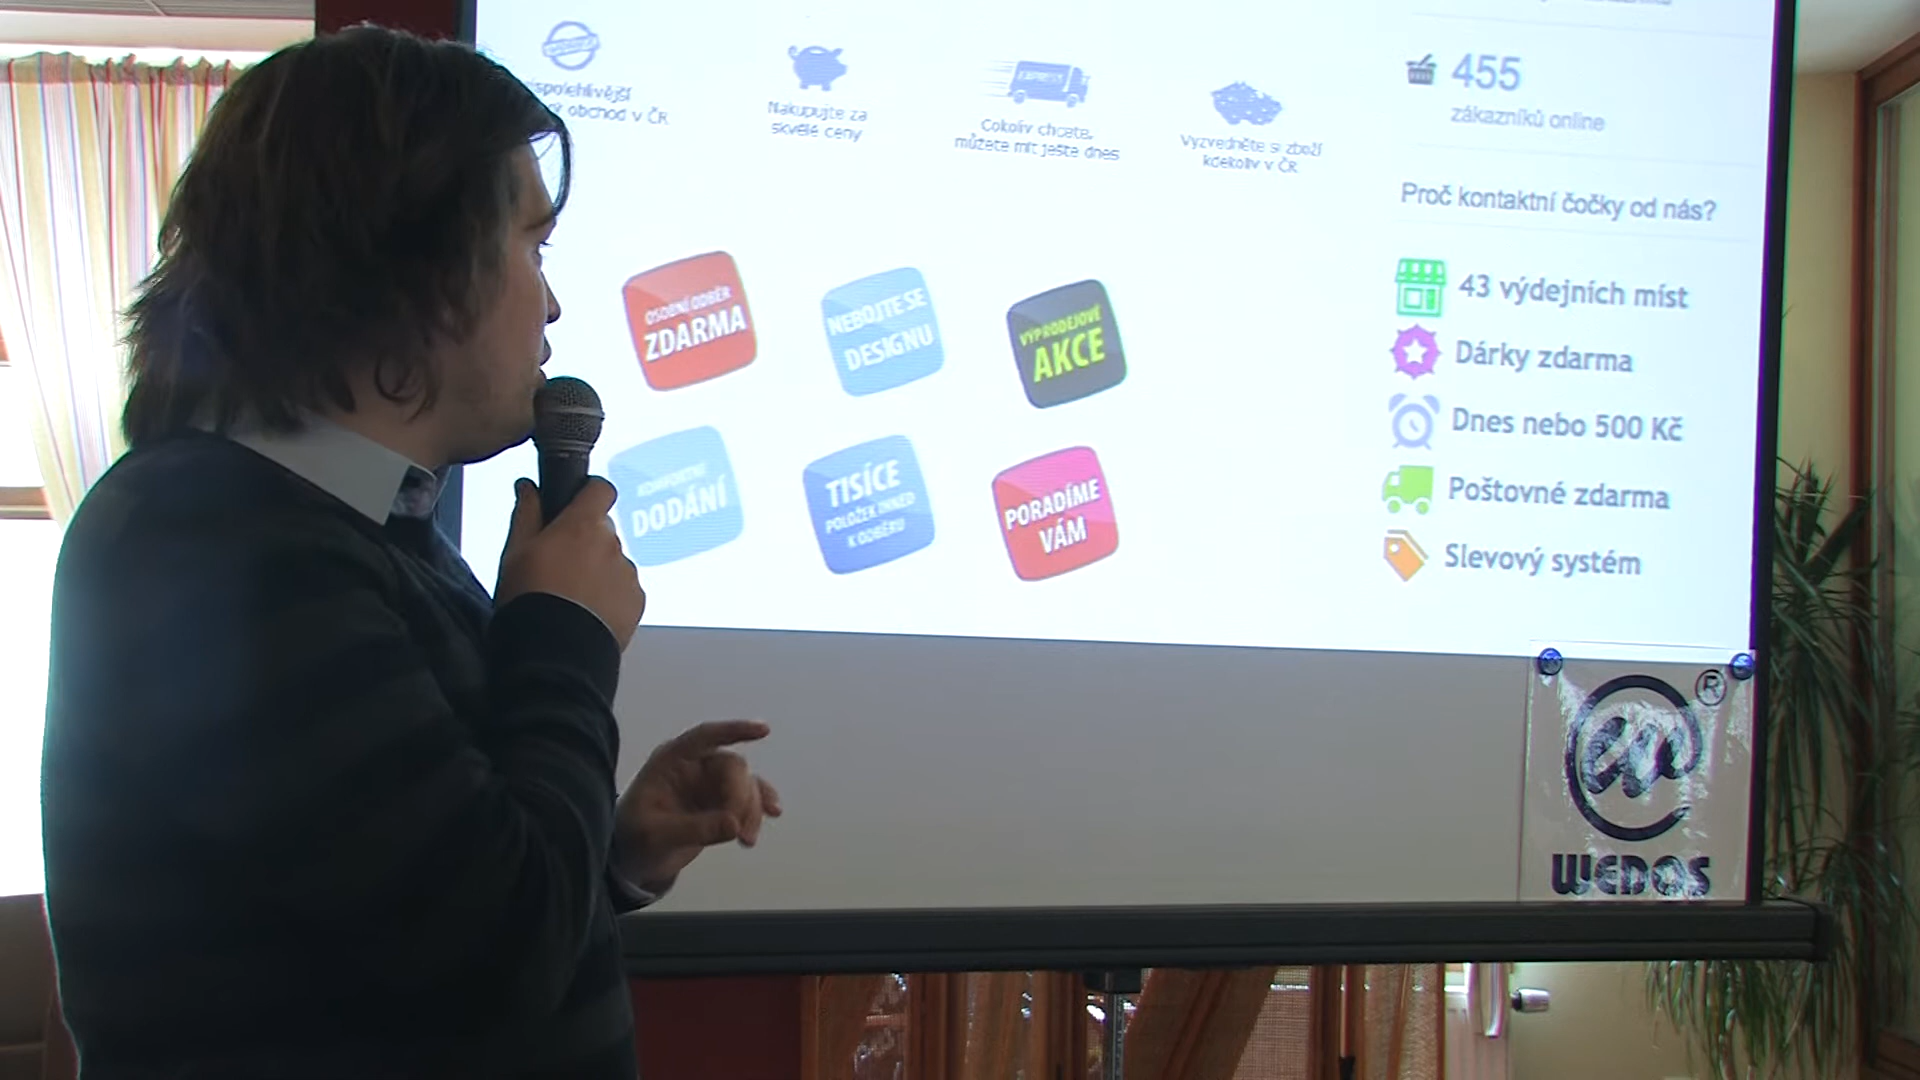 obchod v ČR
Nakupujte za
skvělé ceny
EXPRESS
Cokoliv chcete,
můžete mít ještě dnes
Vyzvedněte si zboží
kdekoliv v ČR
455
zákazníků online
Proč kontaktní čočky od nás?
43 výdejních míst
Dárky zdarma
Dnes nebo 500 Kč
Poštovné zdarma
Slevový systém
OSOBNÍ ODBĚR
ZDARMA
NEBOJTE SE
DESIGNU
VÝPRODEJOVÉ
AKCE
KOMFORTNÍ
DODÁNÍ
TISÍCE
POLOŽEK IHNED
K ODBĚRU
PORADÍME
VÁM
®
WEDOS